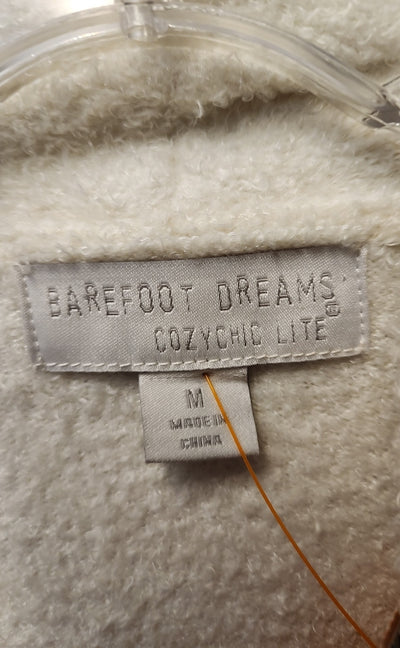 BAREFOOT DREAMS®
COZYCHIC LITE®
M
MADE IN
CHINA